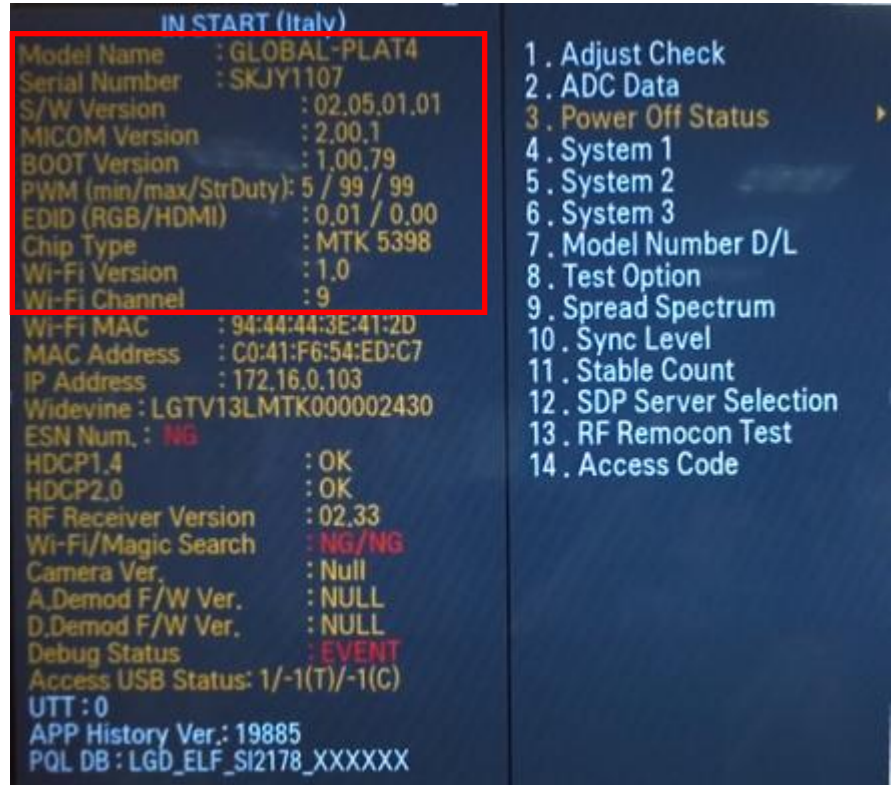 IN START (Italy)
Model Name : GLOBAL-PLAT4
Serial Number : SKJY1107
S/W Version : 02.05.01.01
MICOM Version : 2.00.1
BOOT Version : 1.00.79
PWM (min/max/StrDuty): 5 / 99 / 99
EDID (RGB/HDMI) : 0.01 / 0.00
Chip Type : MTK 5398
Wi-Fi Version : 1.0
Wi-Fi Channel : 9
Wi-Fi MAC : 94:44:44:3E:41:2D
MAC Address : C0:41:F6:54:ED:C7
IP Address : 172.16.0.103
Widevine : LGTV13LMTK000002430
ESN Num. : NG
HDCP1.4 : OK
HDCP2.0 : OK
RF Receiver Version : 02.33
Wi-Fi/Magic Search : NG/NG
Camera Ver. : Null
A.Demod F/W Ver. : NULL
D.Demod F/W Ver. : NULL
Debug Status : EVENT
Access USB Status: 1/-1(T)/-1(C)
UTT : 0
APP History Ver.: 19885
PQL DB : LGD_ELF_SI2178_XXXXXX
1 . Adjust Check
2 . ADC Data
3 . Power Off Status
4 . System 1
5 . System 2
6 . System 3
7 . Model Number D/L
8 . Test Option
9 . Spread Spectrum
10 . Sync Level
11 . Stable Count
12 . SDP Server Selection
13 . RF Remocon Test
14 . Access Code